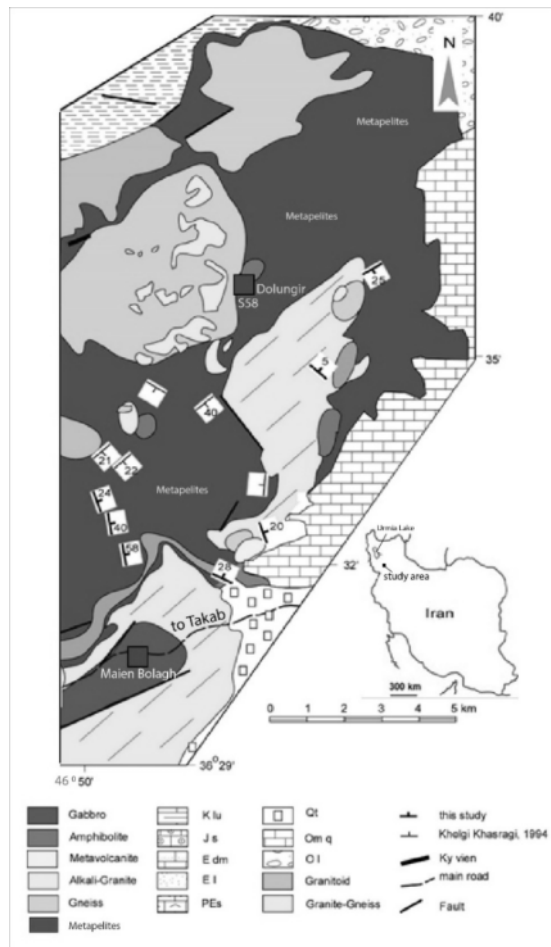 40'
N
Metapelites
Metapelites
Dolungir
S58
25
35'
5
40
21
22
Metapelites
24
40
58
20
28
32'
Urmia Lake
study area
Iran
to Takab
300 km
Maien Bolagh
0 1 2 3 4 5 km
36° 29'
46° 50'
Gabbro
K lu
Qt
this study
Amphibolite
J s
Om q
Kholgi Khasragi, 1994
Metavolcanite
E dm
O l
Ky vien
Alkali-Granite
E l
Granitoid
main road
Gneiss
PEs
Granite-Gneiss
Fault
Metapelites